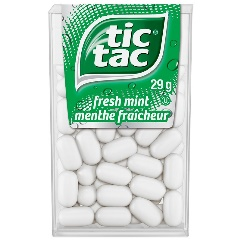 tic
tac
29 g
fresh mint
menthe fraîcheur